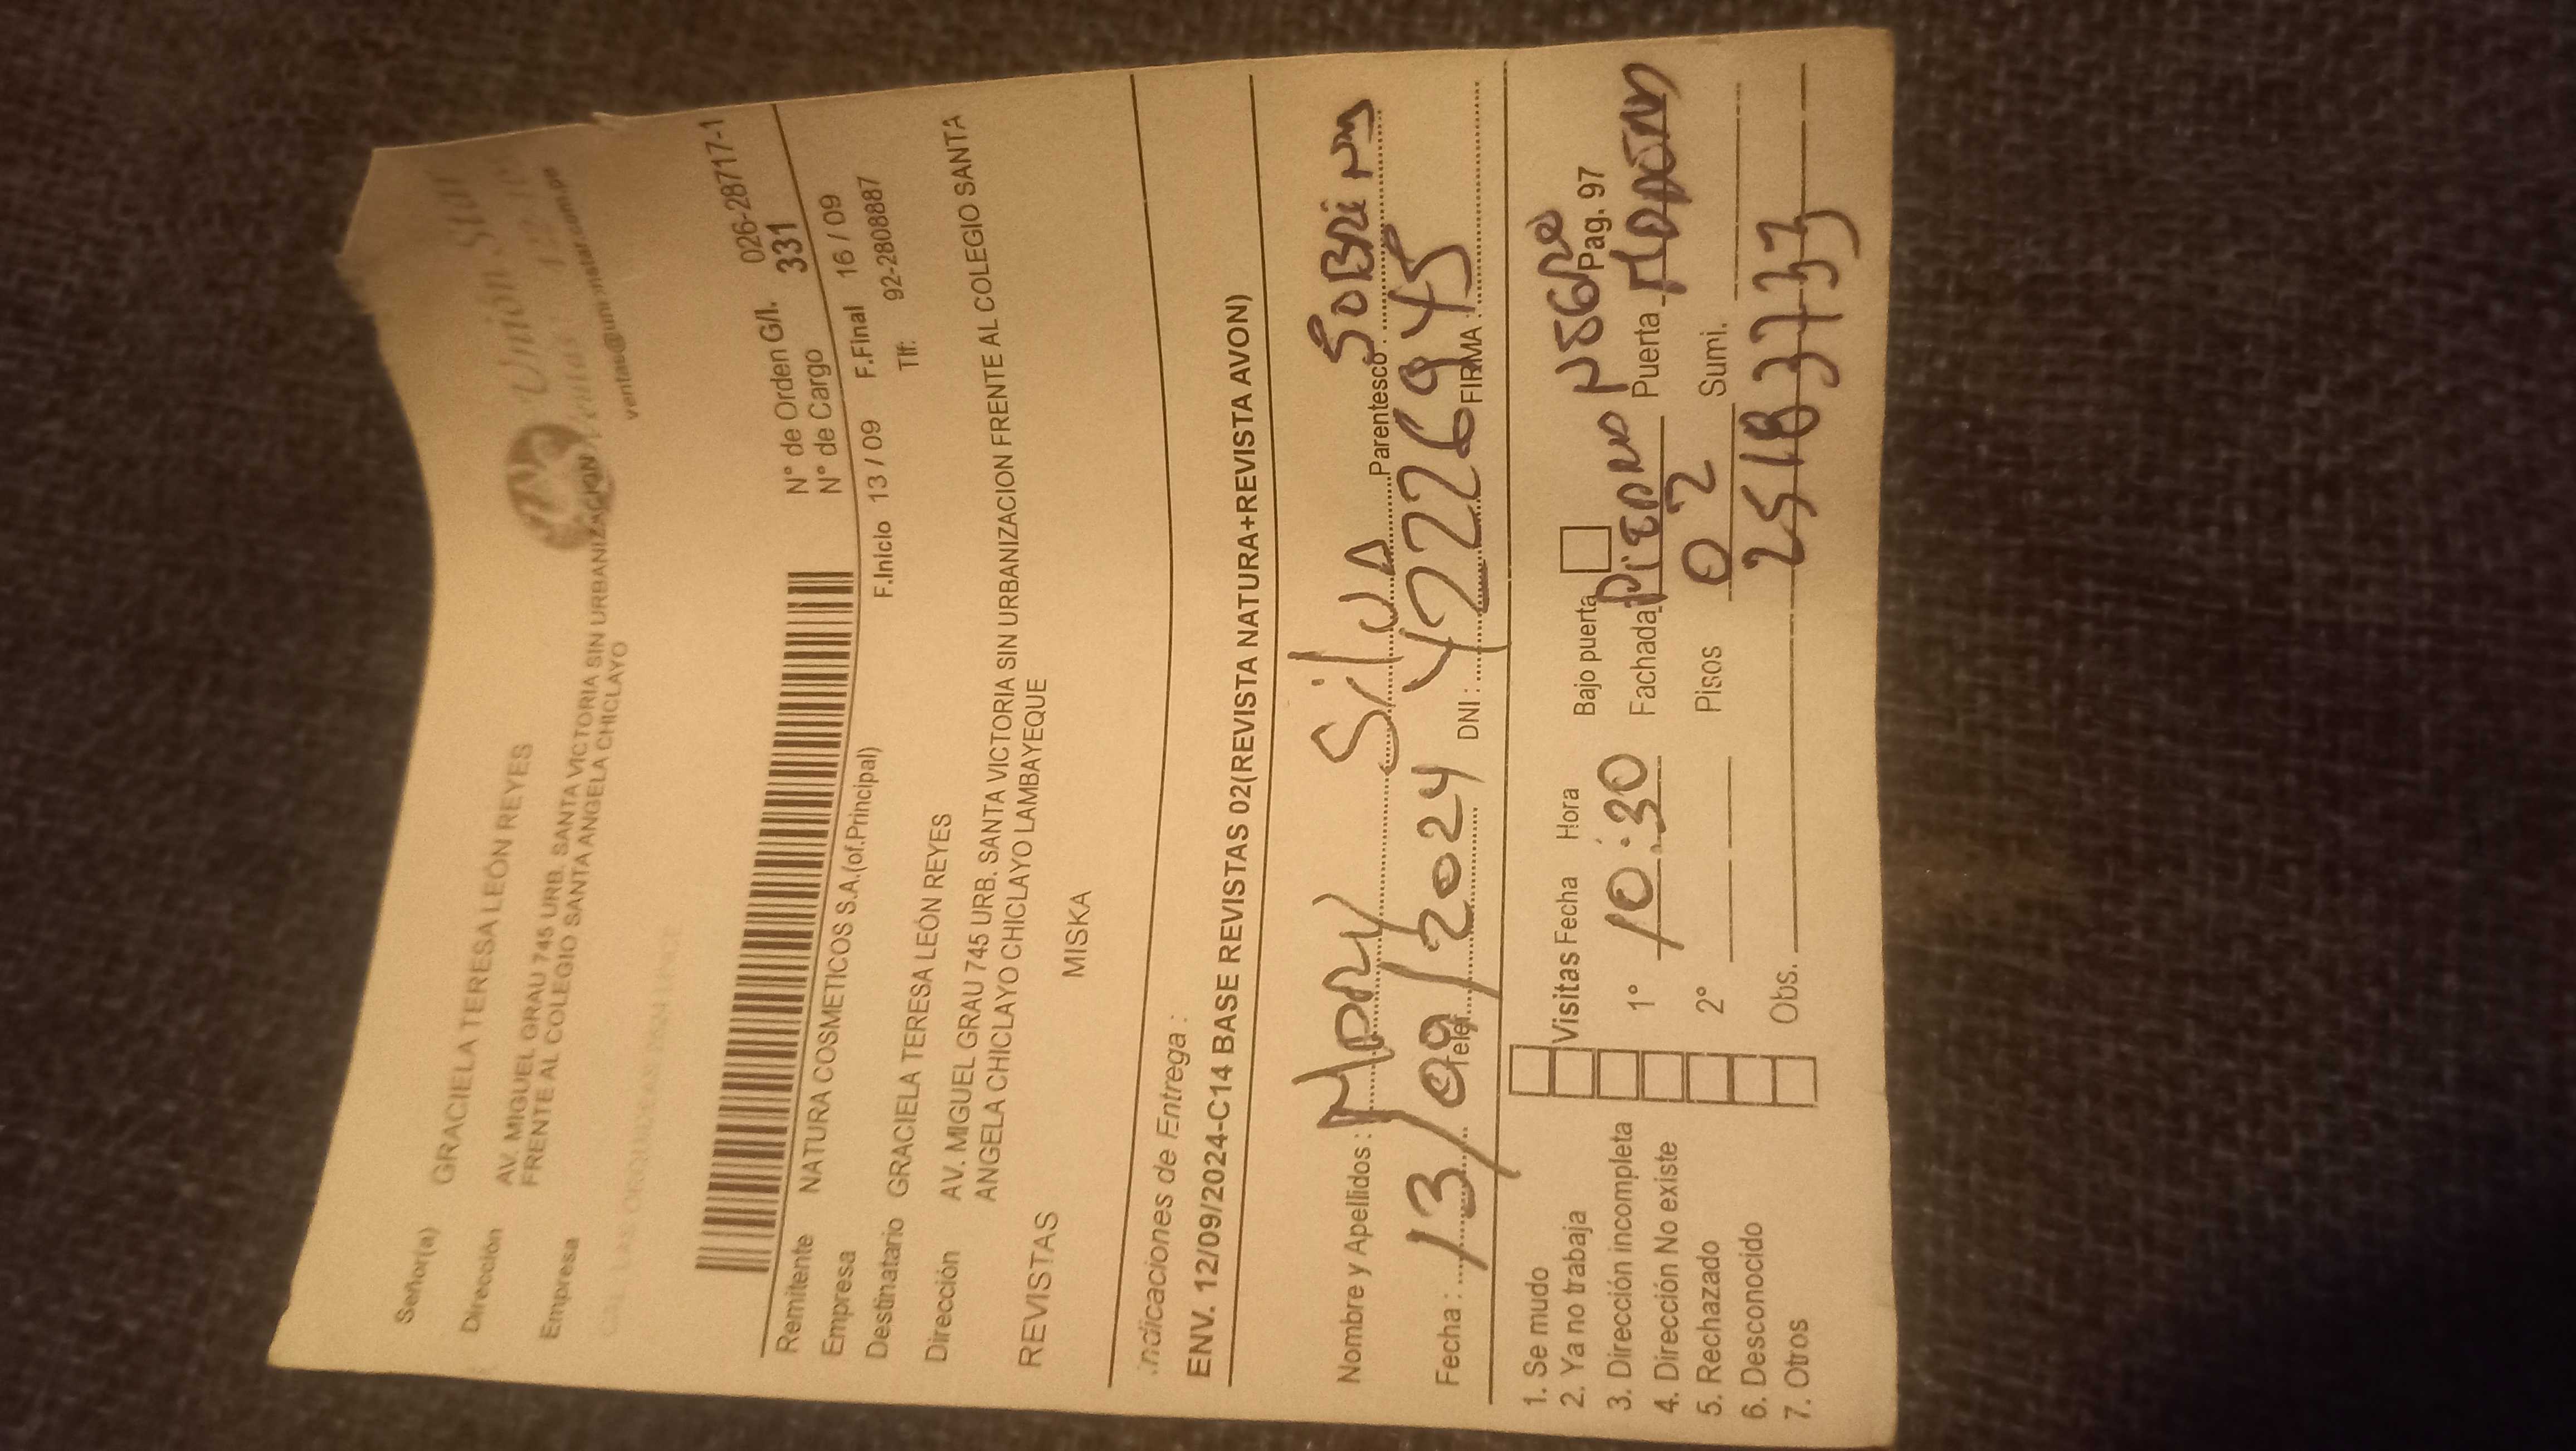 Unión Star
Ventas
ventas@unionstar.com.pe
Señor(a) GRACIELA TERESA LEÓN REYES
Dirección AV. MIGUEL GRAU 745 URB. SANTA VICTORIA SIN URBANIZACION
FRENTE AL COLEGIO SANTA ANGELA CHICLAYO
Empresa
N° de Orden G/I. 026-28717-1
N° de Cargo 331
Remitente NATURA COSMETICOS S.A.(of.Principal)
F.Inicio 13 / 09 F.Final 16 / 09
Empresa
Tlf: 92-2808887
Destinatario GRACIELA TERESA LEÓN REYES
Dirección AV. MIGUEL GRAU 745 URB. SANTA VICTORIA SIN URBANIZACION FRENTE AL COLEGIO SANTA
ANGELA CHICLAYO CHICLAYO CHICLAYO LAMBAYEQUE
REVISTAS MISKA
Indicaciones de Entrega :
ENV. 12/09/2024-C14 BASE REVISTAS 02(REVISTA NATURA+REVISTA AVON)
Nombre y Apellidos : Mary Silva Parentesco SOBRINA
Fecha : 13/09/2024 Telef. DNI : 42226945 FIRMA :
1. Se mudo
2. Ya no trabaja
3. Dirección incompleta
4. Dirección No existe
5. Rechazado
6. Desconocido
7. Otros
Visitas Fecha Hora Bajo puerta Pag. 97
1° 10:30 Fachada Puerta
2° Pisos 02 Sumi.
Obs. 25183733